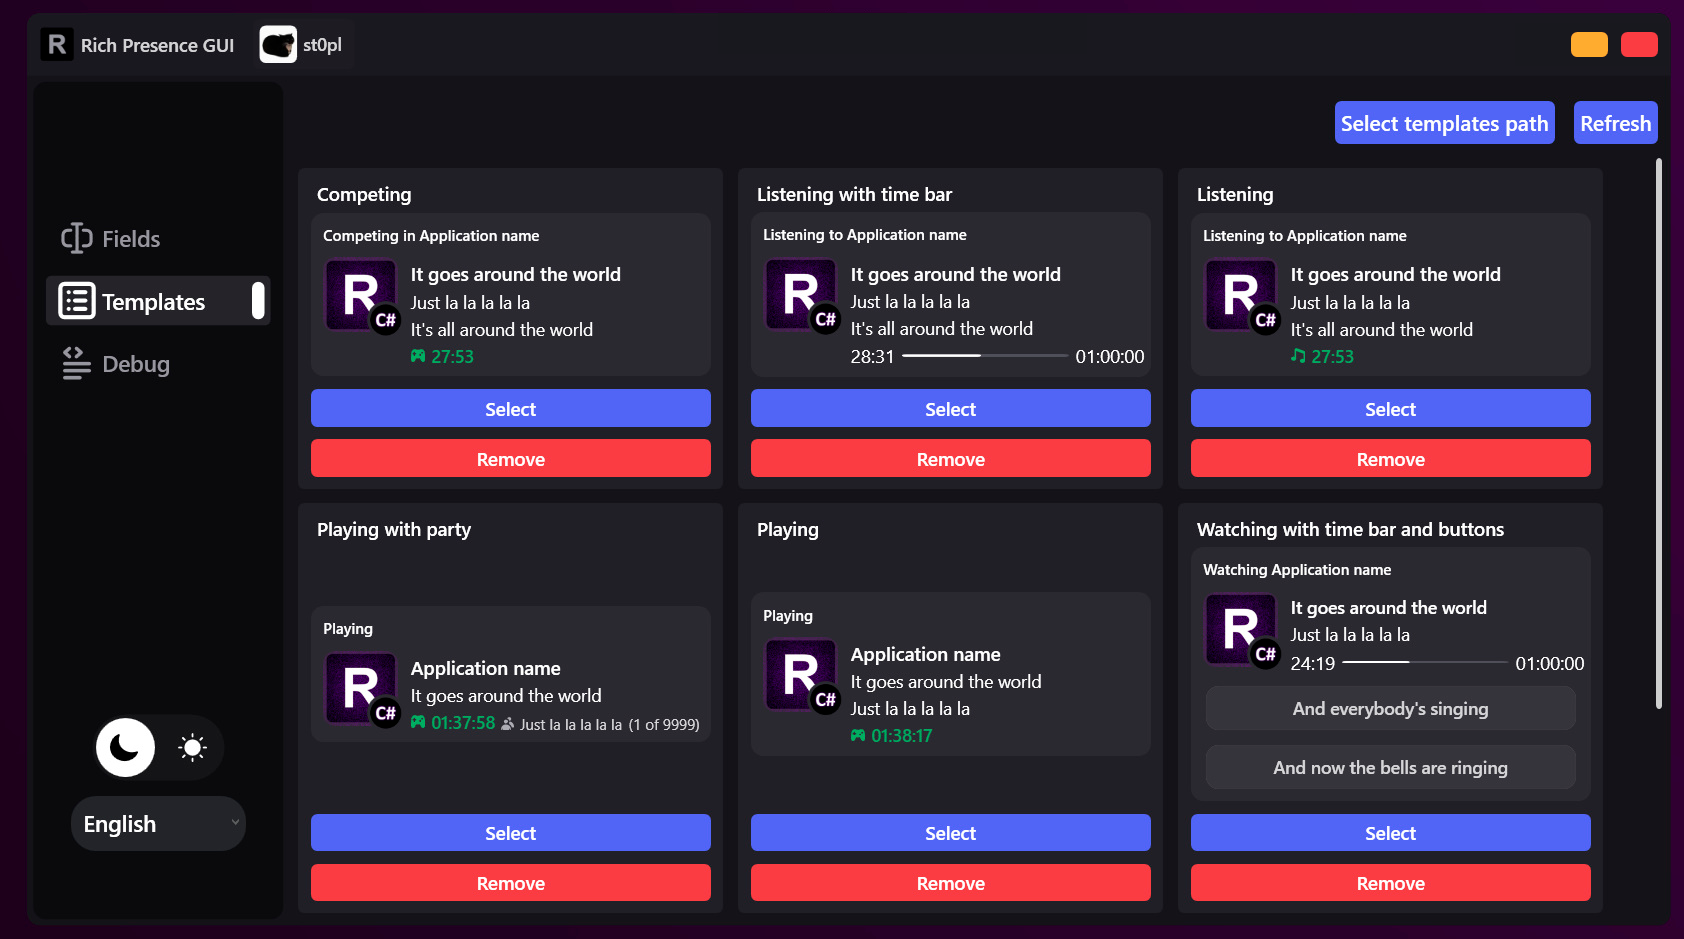 R Rich Presence GUI st0pl
Select templates path Refresh
Fields
Templates
Debug
English
Competing
Competing in Application name
R
C#
It goes around the world
Just la la la la la
It's all around the world
27:53
Select
Remove
Listening with time bar
Listening to Application name
R
C#
It goes around the world
Just la la la la la
It's all around the world
28:31 01:00:00
Select
Remove
Listening
Listening to Application name
R
C#
It goes around the world
Just la la la la la
It's all around the world
27:53
Select
Remove
Playing with party
Playing
R
C#
Application name
It goes around the world
01:37:58 Just la la la la la (1 of 9999)
Select
Remove
Playing
Playing
R
C#
Application name
It goes around the world
Just la la la la la
01:38:17
Select
Remove
Watching with time bar and buttons
Watching Application name
R
C#
It goes around the world
Just la la la la la
24:19 01:00:00
And everybody's singing
And now the bells are ringing
Select
Remove